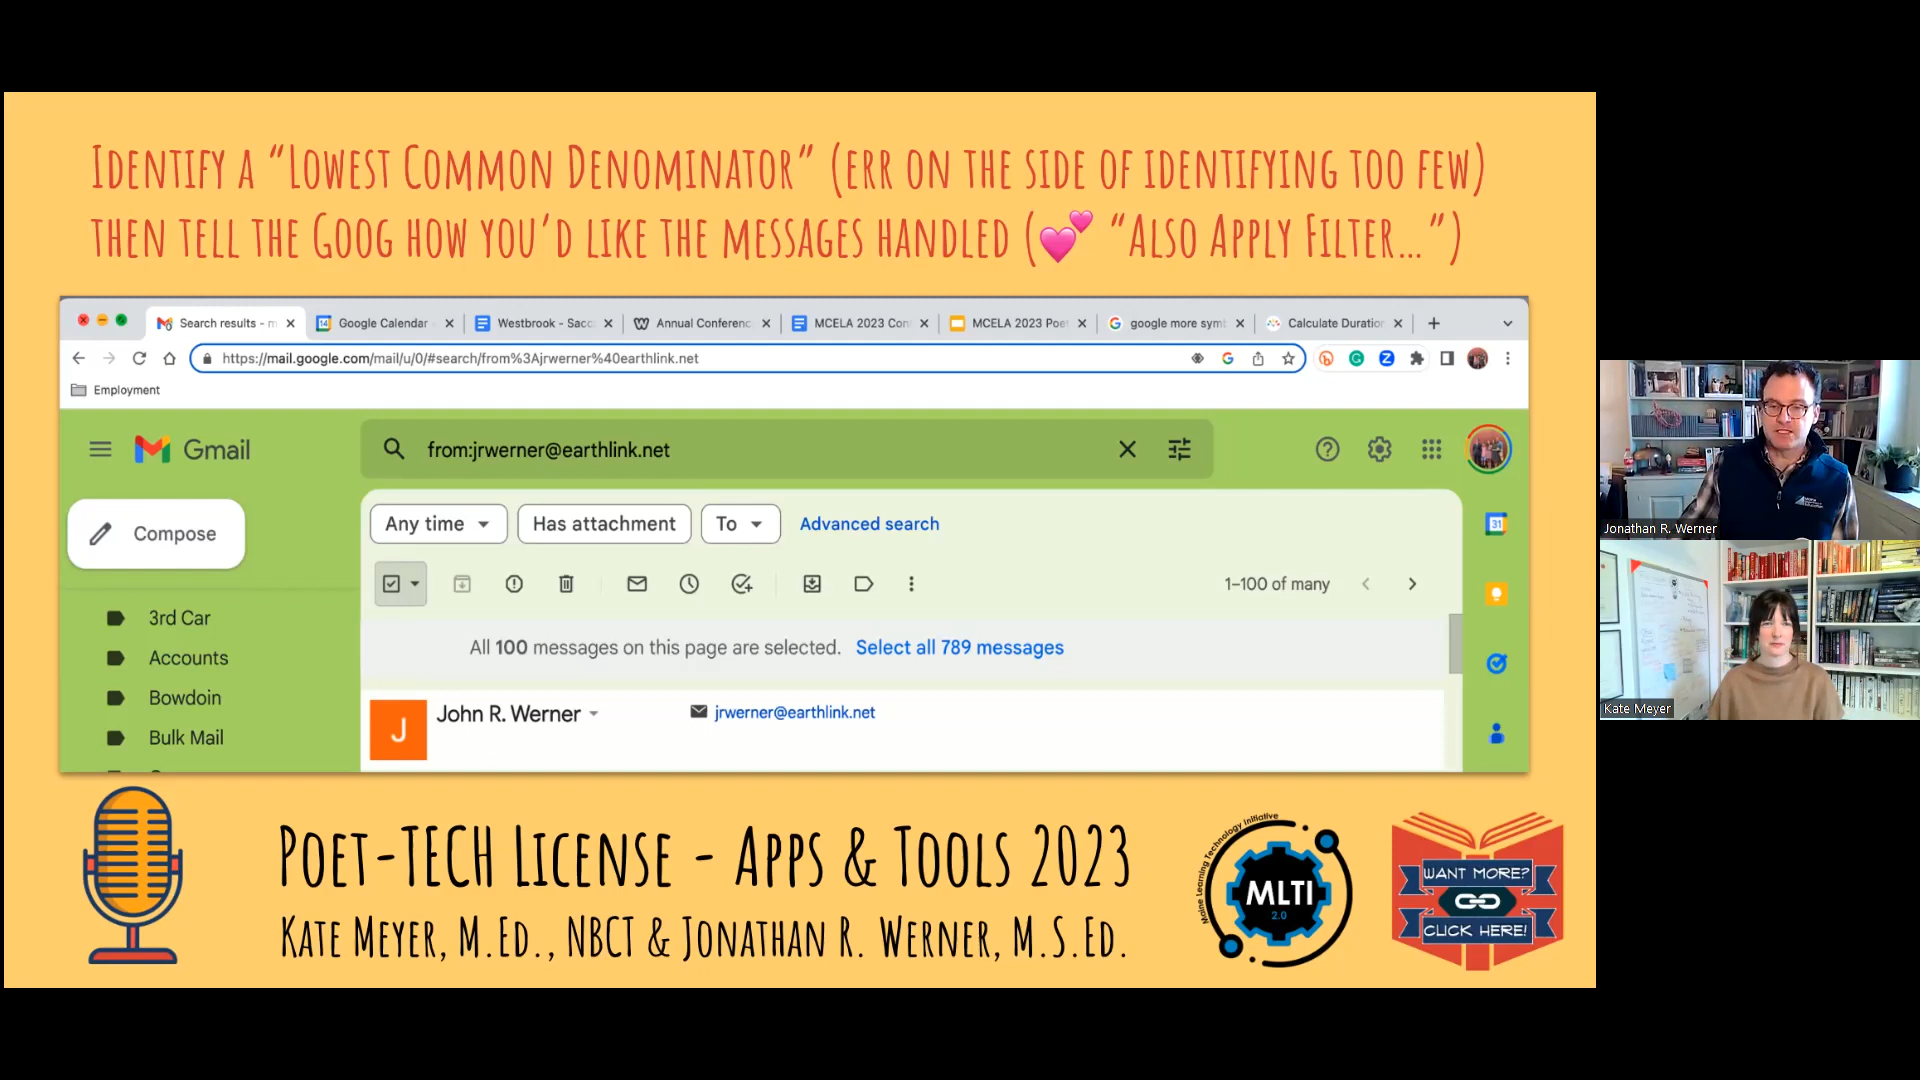 Identify a “Lowest Common Denominator” (err on the side of identifying too few)
then tell the Goog how you’d like the messages handled (💕 “Also Apply Filter…”)
Search results - m
Google Calendar
Westbrook - Sacc
Annual Conferenc
MCELA 2023 Con
MCELA 2023 Poe
google more sym
Calculate Duration
https://mail.google.com/mail/u/0/#search/from%3Ajrwerner%40earthlink.net
Employment
Gmail
from:jrwerner@earthlink.net
Compose
Any time
Has attachment
To
Advanced search
1–100 of many
All 100 messages on this page are selected. Select all 789 messages
3rd Car
Accounts
Bowdoin
Bulk Mail
J
John R. Werner
jrwerner@earthlink.net
31
Poet-TECH License - Apps & Tools 2023
Kate Meyer, M.Ed., NBCT & Jonathan R. Werner, M.S.Ed.
Maine Learning Technology Initiative
MLTI
2.0
WANT MORE?
CLICK HERE!
Jonathan R. Werner
Kate Meyer